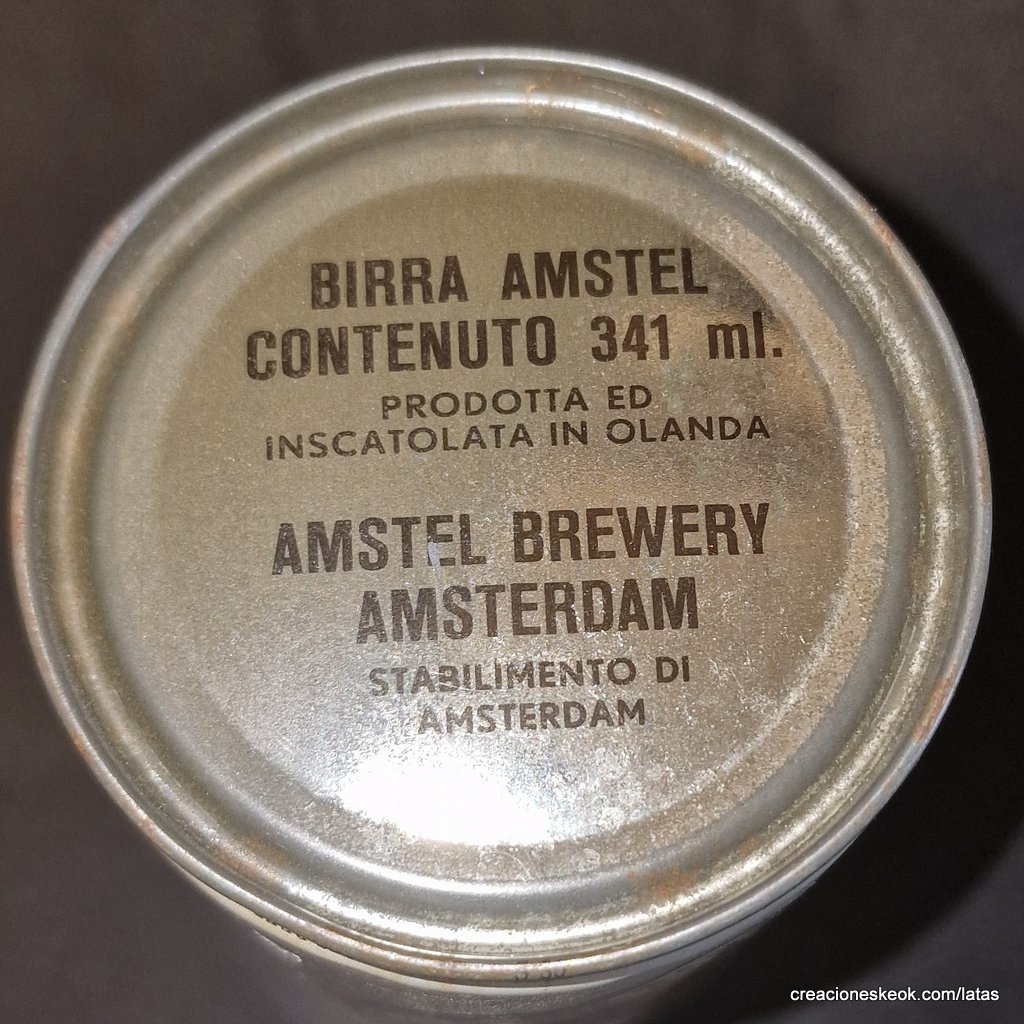 BIRRA AMSTEL
CONTENUTO 341 ml.
PRODOTTA ED
INSCATOLATA IN OLANDA
AMSTEL BREWERY
AMSTERDAM
STABILIMENTO DI
AMSTERDAM
creacioneskeok.com/latas